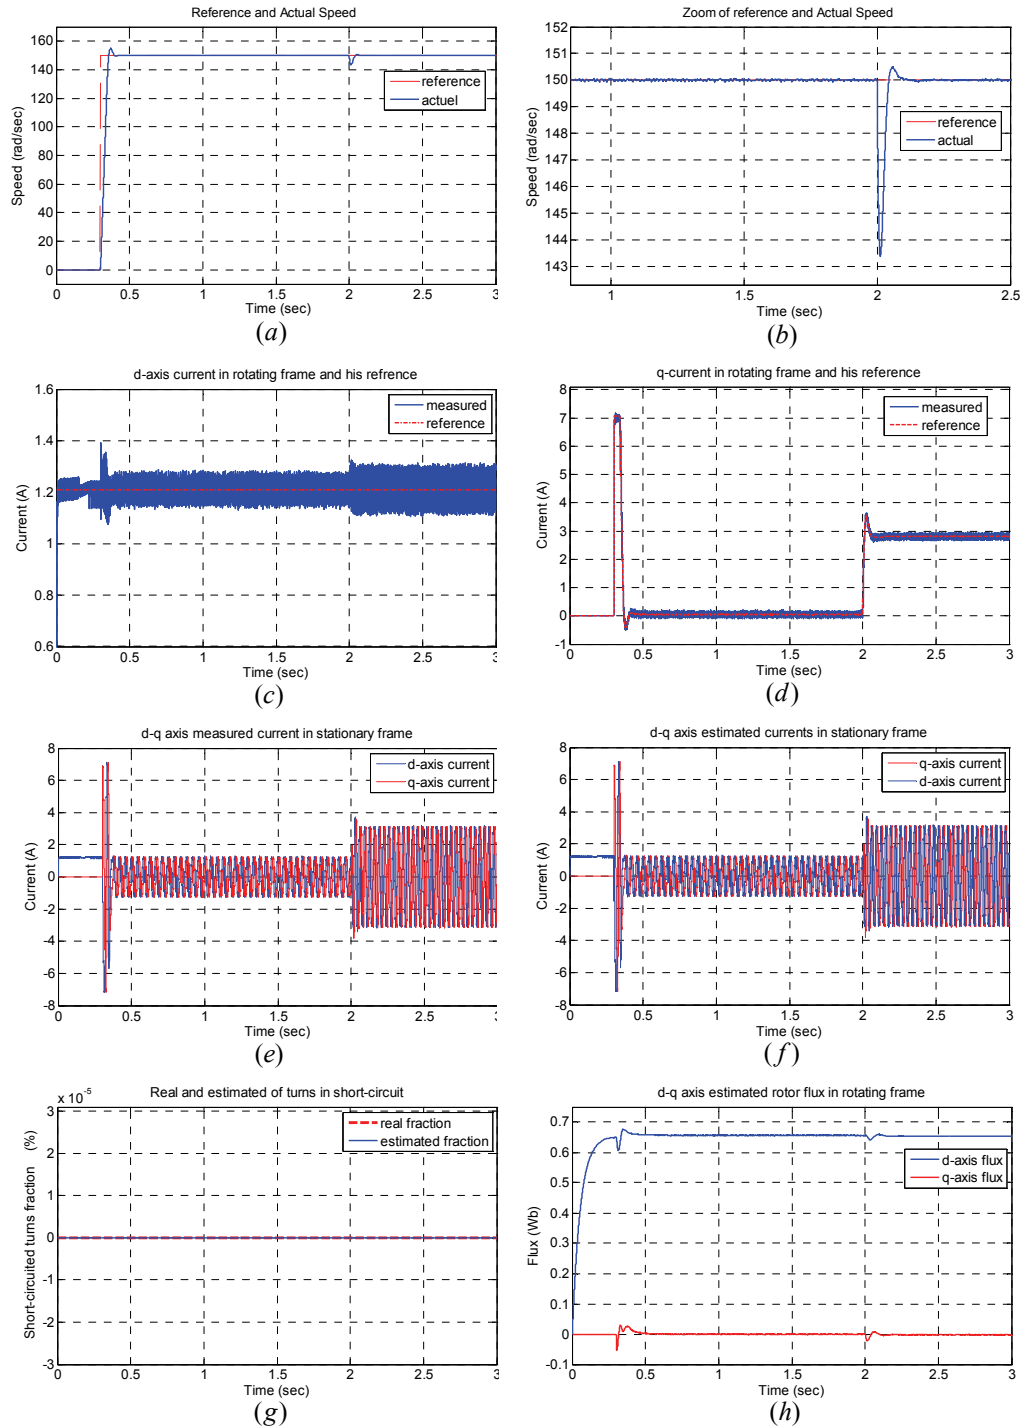 Reference and Actual Speed
160
140
120
100
80
60
40
20
0
Speed (rad/sec)
reference
actuel
0 0.5 1 1.5 2 2.5 3
Time (sec)
(a)
Zoom of reference and Actual Speed
152
151
150
149
148
147
146
145
144
143
Speed (rad/sec)
reference
actual
1 1.5 2 2.5
Time (sec)
(b)
d-axis current in rotating frame and his refrence
1.6
1.4
1.2
1
0.8
0.6
Current (A)
measured
reference
0 0.5 1 1.5 2 2.5 3
Time (sec)
(c)
q-current in rotating frame and his reference
8
7
6
5
4
3
2
1
0
-1
Current (A)
measured
reference
0 0.5 1 1.5 2 2.5 3
Time (sec)
(d)
d-q axis measured current in stationary frame
8
6
4
2
0
-2
-4
-6
-8
Current (A)
d-axis current
q-axis current
0 0.5 1 1.5 2 2.5 3
Time (sec)
(e)
d-q axis estimated currents in stationary frame
8
6
4
2
0
-2
-4
-6
-8
Current (A)
q-axis current
d-axis current
0 0.5 1 1.5 2 2.5 3
Time (sec)
(f)
Real and estimated of turns in short-circuit
x 10^-5
3
2
1
0
-1
-2
-3
Short-circuited turns fraction (%)
real fraction
estimated fraction
0 0.5 1 1.5 2 2.5 3
Time (sec)
(g)
d-q axis estimated rotor flux in rotating frame
0.7
0.6
0.5
0.4
0.3
0.2
0.1
0
-0.1
Flux (Wb)
d-axis flux
q-axis flux
0 0.5 1 1.5 2 2.5 3
Time (sec)
(h)